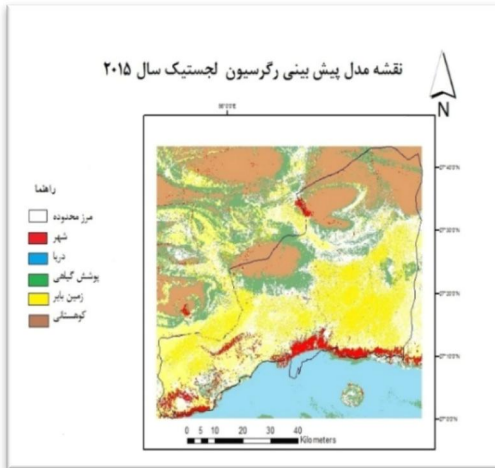 نقشه مدل پیش بینی رگرسیون لجستیک سال ۲۰۱۵
N
راهنما
مرز محدوده
شهر
دریا
پوشش گیاهی
زمین بایر
کوهستانی
0 5 10 20 30 40
Kilometers